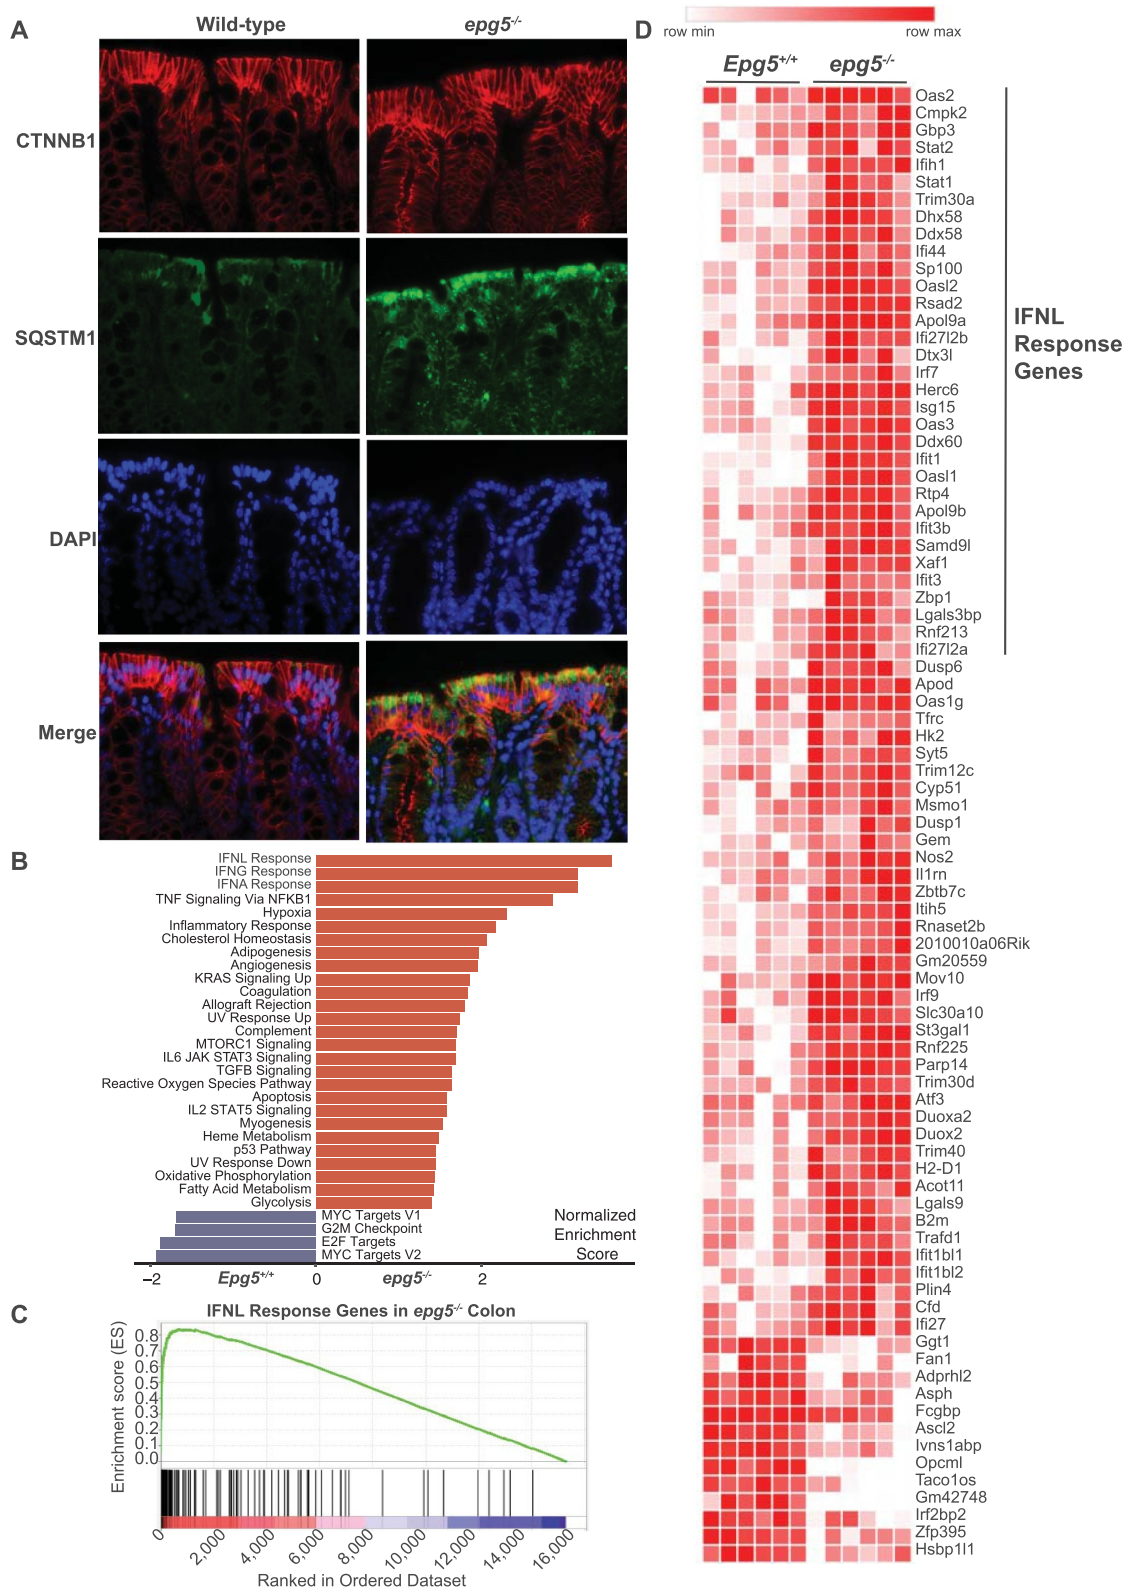 A
Wild-type
epg5-/-
CTNNB1
SQSTM1
DAPI
Merge
B
IFNL Response
IFNG Response
IFNA Response
TNF Signaling Via NFKB1
Hypoxia
Inflammatory Response
Cholesterol Homeostasis
Adipogenesis
Angiogenesis
KRAS Signaling Up
Coagulation
Allograft Rejection
UV Response Up
Complement
MTORC1 Signaling
IL6 JAK STAT3 Signaling
TGFB Signaling
Reactive Oxygen Species Pathway
Apoptosis
IL2 STAT5 Signaling
Myogenesis
Heme Metabolism
p53 Pathway
UV Response Down
Oxidative Phosphorylation
Fatty Acid Metabolism
Glycolysis
MYC Targets V1
G2M Checkpoint
E2F Targets
MYC Targets V2
Normalized
Enrichment
Score
−2
Epg5+/+
0
epg5-/-
2
C
IFNL Response Genes in epg5-/- Colon
Enrichment score (ES)
0.8
0.7
0.6
0.5
0.4
0.3
0.2
0.1
0.0
0
2,000
4,000
6,000
8,000
10,000
12,000
14,000
16,000
Ranked in Ordered Dataset
D
row min
row max
Epg5+/+
epg5-/-
Oas2
Cmpk2
Gbp3
Stat2
Ifih1
Stat1
Trim30a
Dhx58
Ddx58
Ifi44
Sp100
Oasl2
Rsad2
Apol9a
Ifi27l2b
Dtx3l
Irf7
Herc6
Isg15
Oas3
Ddx60
Ifit1
Oasl1
Rtp4
Apol9b
Ifit3b
Samd9l
Xaf1
Ifit3
Zbp1
Lgals3bp
Rnf213
Ifi27l2a
IFNL
Response
Genes
Dusp6
Apod
Oas1g
Tfrc
Hk2
Syt5
Trim12c
Cyp51
Msmo1
Dusp1
Gem
Nos2
Il1rn
Zbtb7c
Itih5
Rnaset2b
2010010a06Rik
Gm20559
Mov10
Irf9
Slc30a10
St3gal1
Rnf225
Parp14
Trim30d
Atf3
Duoxa2
Duox2
Trim40
H2-D1
Acot11
Lgals9
B2m
Trafd1
Ifit1bl1
Ifit1bl2
Plin4
Cfd
Ifi27
Ggt1
Fan1
Adprhl2
Asph
Fcgbp
Ascl2
Ivns1abp
Opcml
Taco1os
Gm42748
Irf2bp2
Zfp395
Hsbp1l1